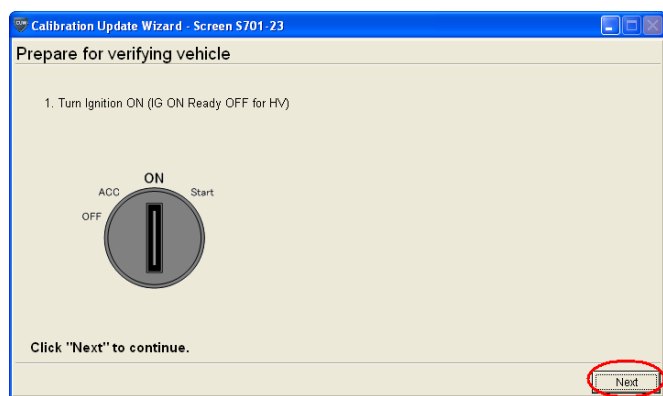 CUW Calibration Update Wizard - Screen S701-23
Prepare for verifying vehicle
1. Turn Ignition ON (IG ON Ready OFF for HV)
ON
ACC
Start
OFF
Click "Next" to continue.
Next